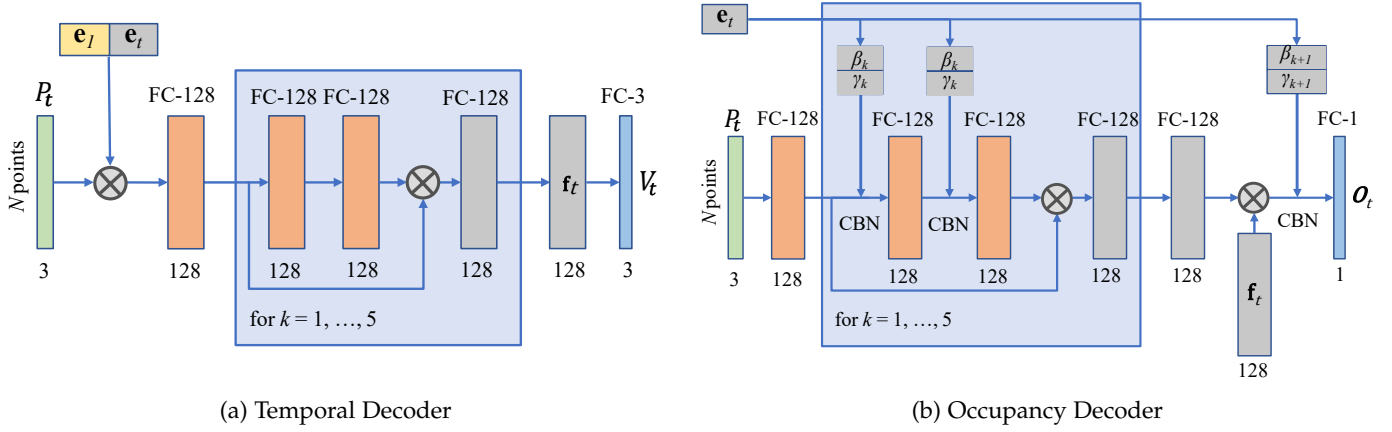 e1 et
Pt
N points
3
FC-128
128
FC-128 FC-128
128 128
FC-128
128
for k = 1, …, 5
ft
128
FC-3
Vt
3
(a) Temporal Decoder
et
βk
γk
βk
γk
βk+1
γk+1
Pt
N points
3
FC-128
128
CBN
FC-128
128
CBN
FC-128
128
FC-128
128
for k = 1, …, 5
FC-128
128
ft
128
CBN
FC-1
Ot
1
(b) Occupancy Decoder